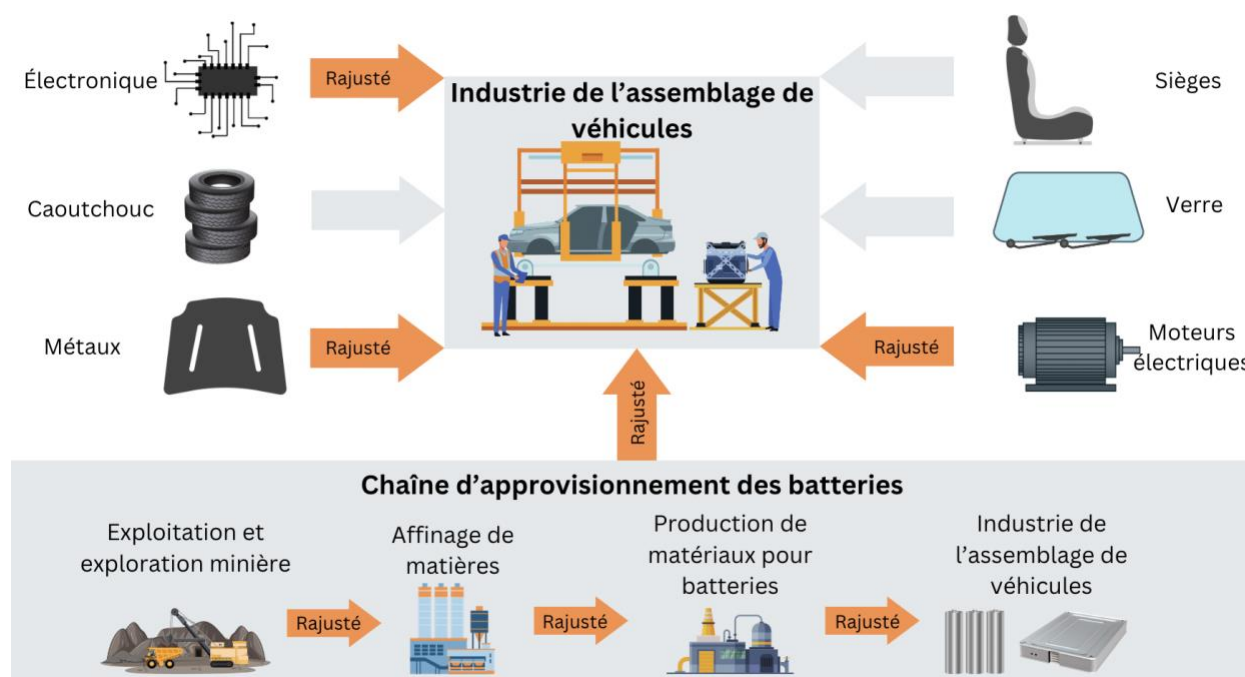 Électronique
Rajusté
Industrie de l’assemblage de
véhicules
Sièges
Caoutchouc
Verre
Métaux
Rajusté
Rajusté
Moteurs
électriques
Rajusté
Chaîne d’approvisionnement des batteries
Exploitation et
exploration minière
Rajusté
Affinage de
matières
Rajusté
Production de
matériaux pour
batteries
Rajusté
Industrie de
l’assemblage de
véhicules